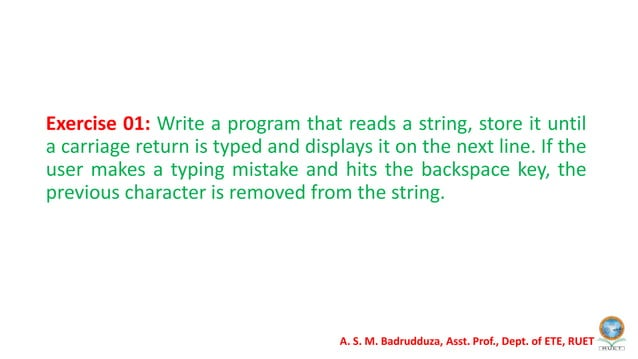 Exercise 01: Write a program that reads a string, store it until
a carriage return is typed and displays it on the next line. If the
user makes a typing mistake and hits the backspace key, the
previous character is removed from the string.
A. S. M. Badrudduza, Asst. Prof., Dept. of ETE, RUET
RUET